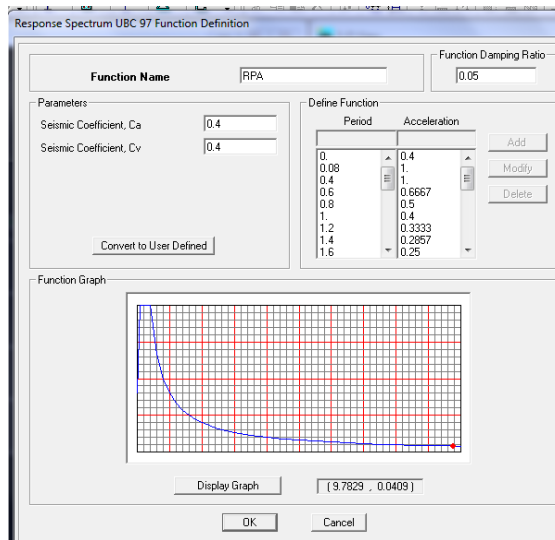 Response Spectrum UBC 97 Function Definition
Function Damping Ratio
Function Name RPA 0.05
Parameters Define Function
Seismic Coefficient, Ca 0.4
Seismic Coefficient, Cv 0.4
Period Acceleration
0. 0.4
0.08 1.
0.4 1.
0.6 0.6667
0.8 0.5
1. 0.4
1.2 0.3333
1.4 0.2857
1.6 0.25
Add
Modify
Delete
Convert to User Defined
Function Graph
Display Graph (9.7829 , 0.0409)
OK Cancel